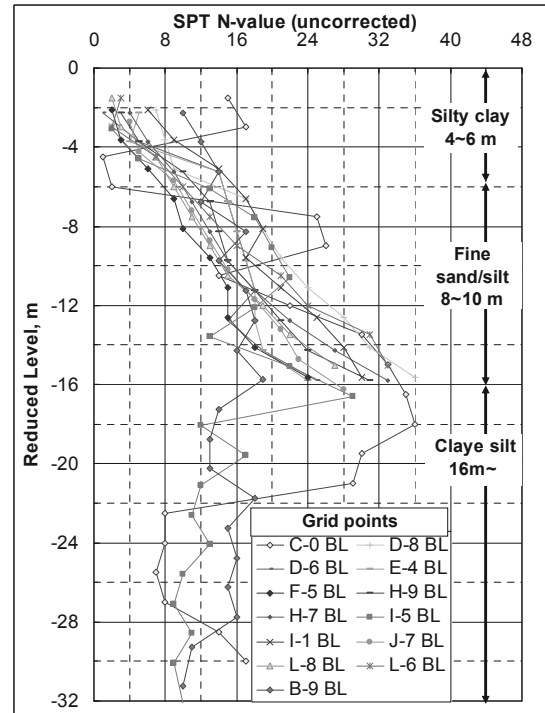 SPT N-value (uncorrected)
0 8 16 24 32 40 48
0
-4
-8
-12
-16
-20
-24
-28
-32
Reduced Level, m
Silty clay
4~6 m
Fine
sand/silt
8~10 m
Claye silt
16m~
Grid points
C-0 BL D-8 BL
D-6 BL E-4 BL
F-5 BL H-9 BL
H-7 BL I-5 BL
I-1 BL J-7 BL
L-8 BL L-6 BL
B-9 BL